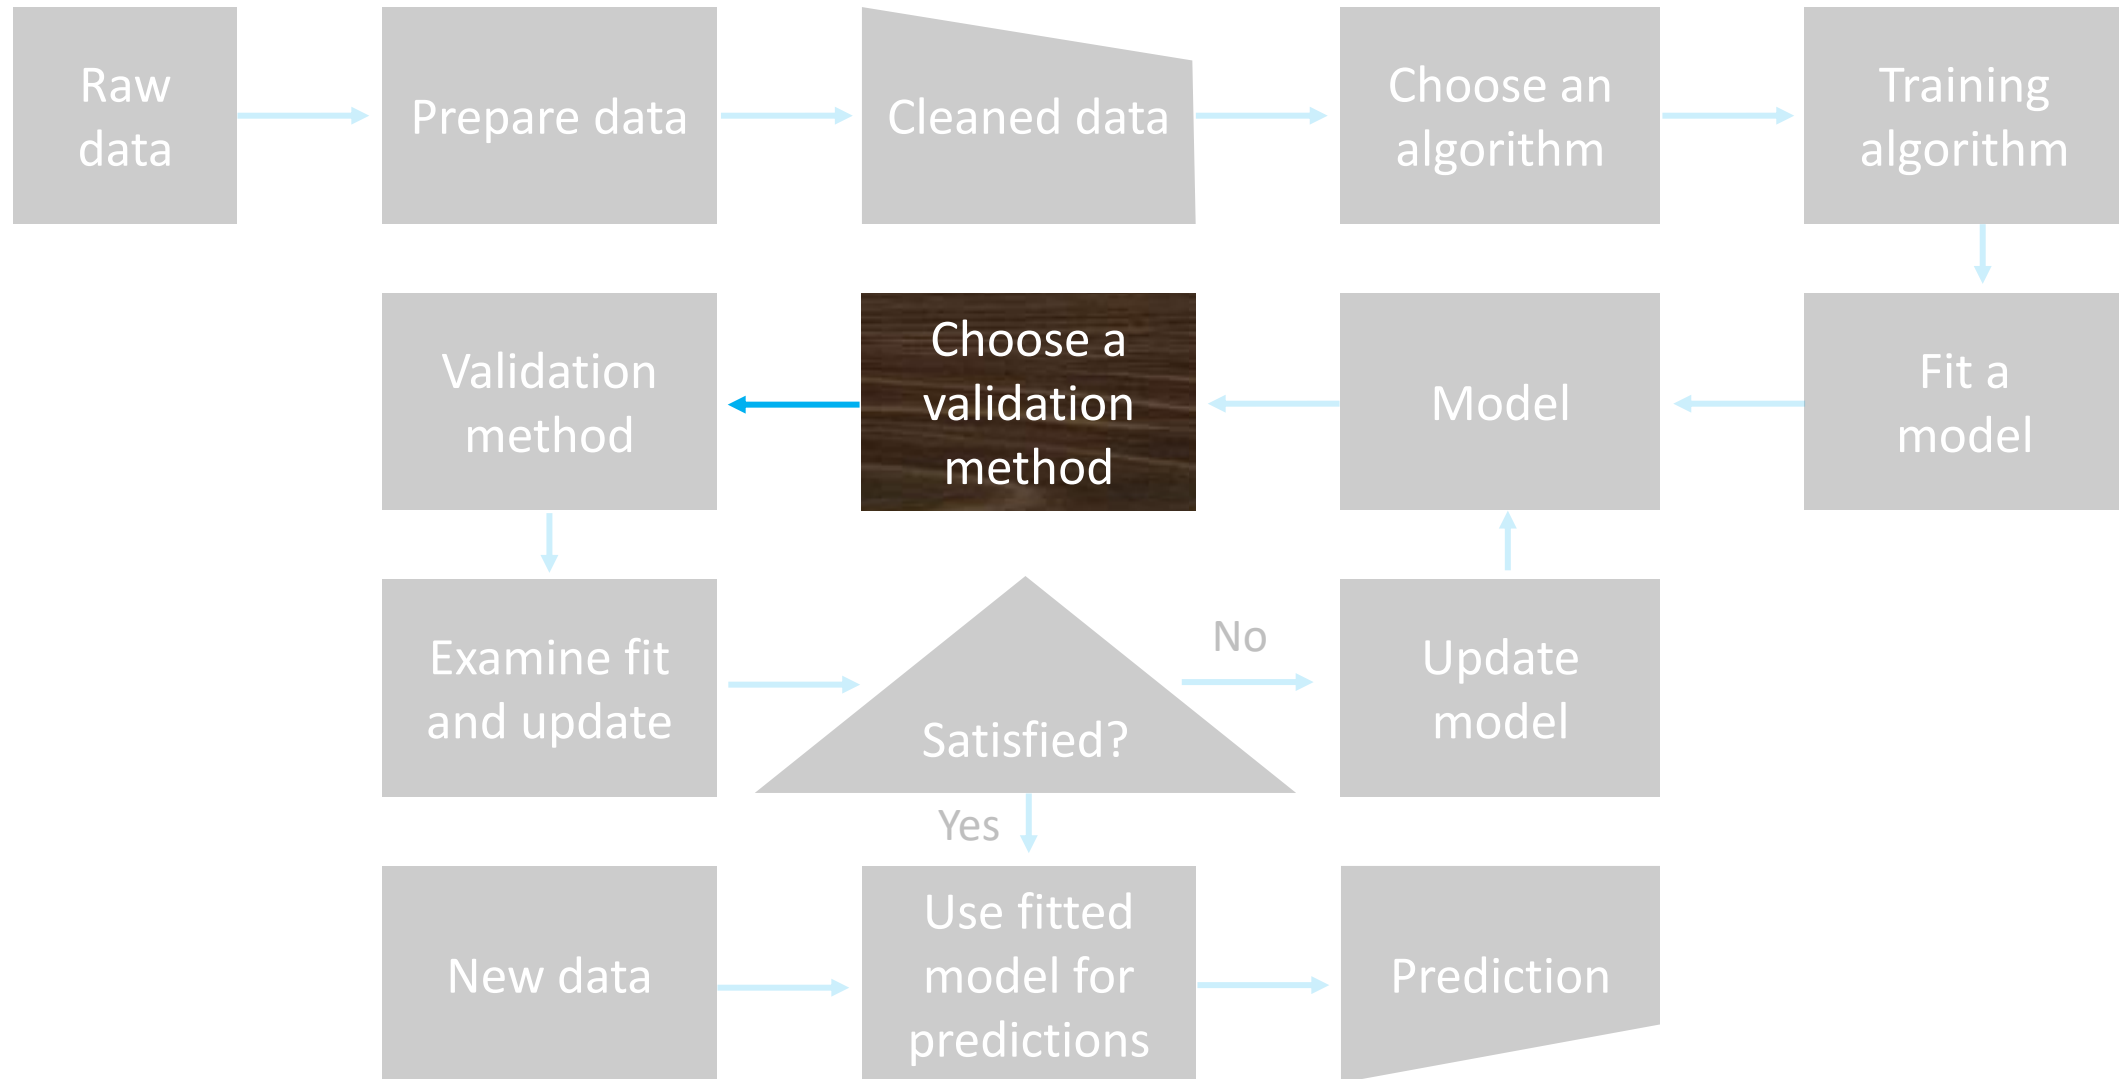 Raw
data
Prepare data
Cleaned data
Choose an
algorithm
Training
algorithm
Validation
method
Choose a
validation
method
Model
Fit a
model
Examine fit
and update
Satisfied?
No
Update
model
Yes
New data
Use fitted
model for
predictions
Prediction